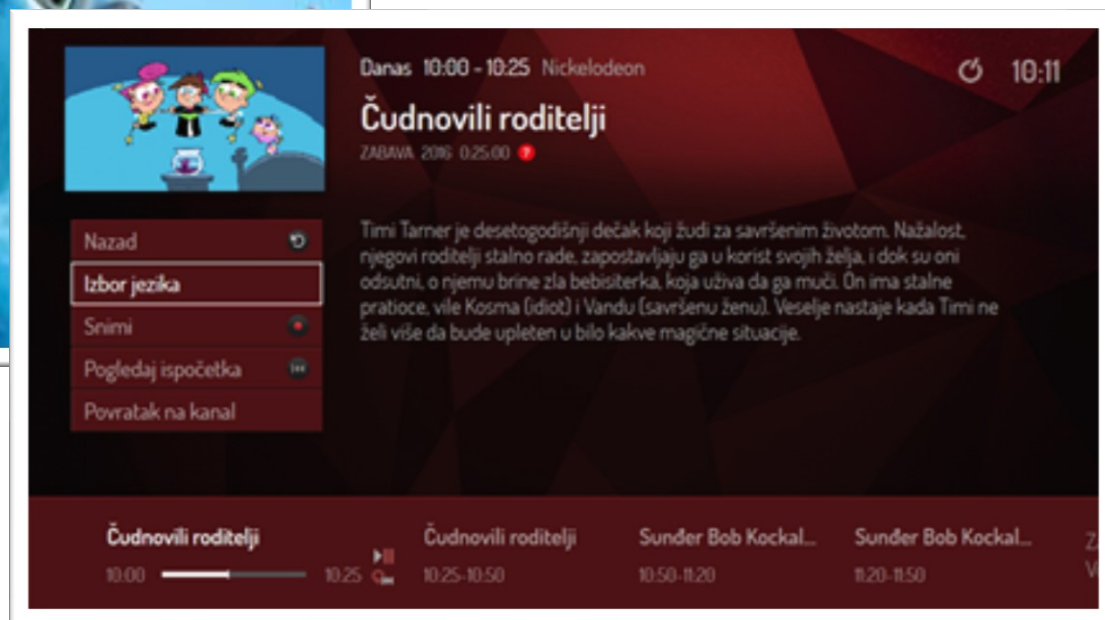 Danas 10:00 - 10:25 Nickelodeon
10:11
Čudnovili roditelji
ZABAVA 2016 0:25:00 ?
Nazad
Izbor jezika
Snimi
Pogledaj ispočetka
Povratak na kanal
Timi Tarner je desetogodišnji dečak koji žudi za savršenim životom. Nažalost,
njegovi roditelji stalno rade, zapostavljaju ga u korist svojih želja, i dok su oni
odsutni, o njemu brine zla bebisiterka, koja uživa da ga muči. On ima stalne
pratioce, vile Kosma (idiot) i Vandu (savršenu ženu). Veselje nastaje kada Timi ne
želi više da bude upleten u bilo kakve magične situacije.
Čudnovili roditelji
10:00 10:25
Čudnovili roditelji
10:25-10:50
Sunđer Bob Kockal...
10:50-11:20
Sunđer Bob Kockal...
11:20-11:50